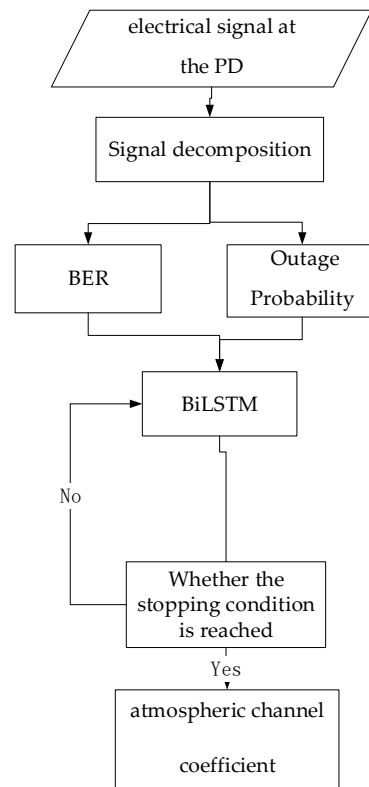 electrical signal at
the PD
Signal decomposition
BER
Outage
Probability
BiLSTM
No
Whether the
stopping condition
is reached
Yes
atmospheric channel
coefficient